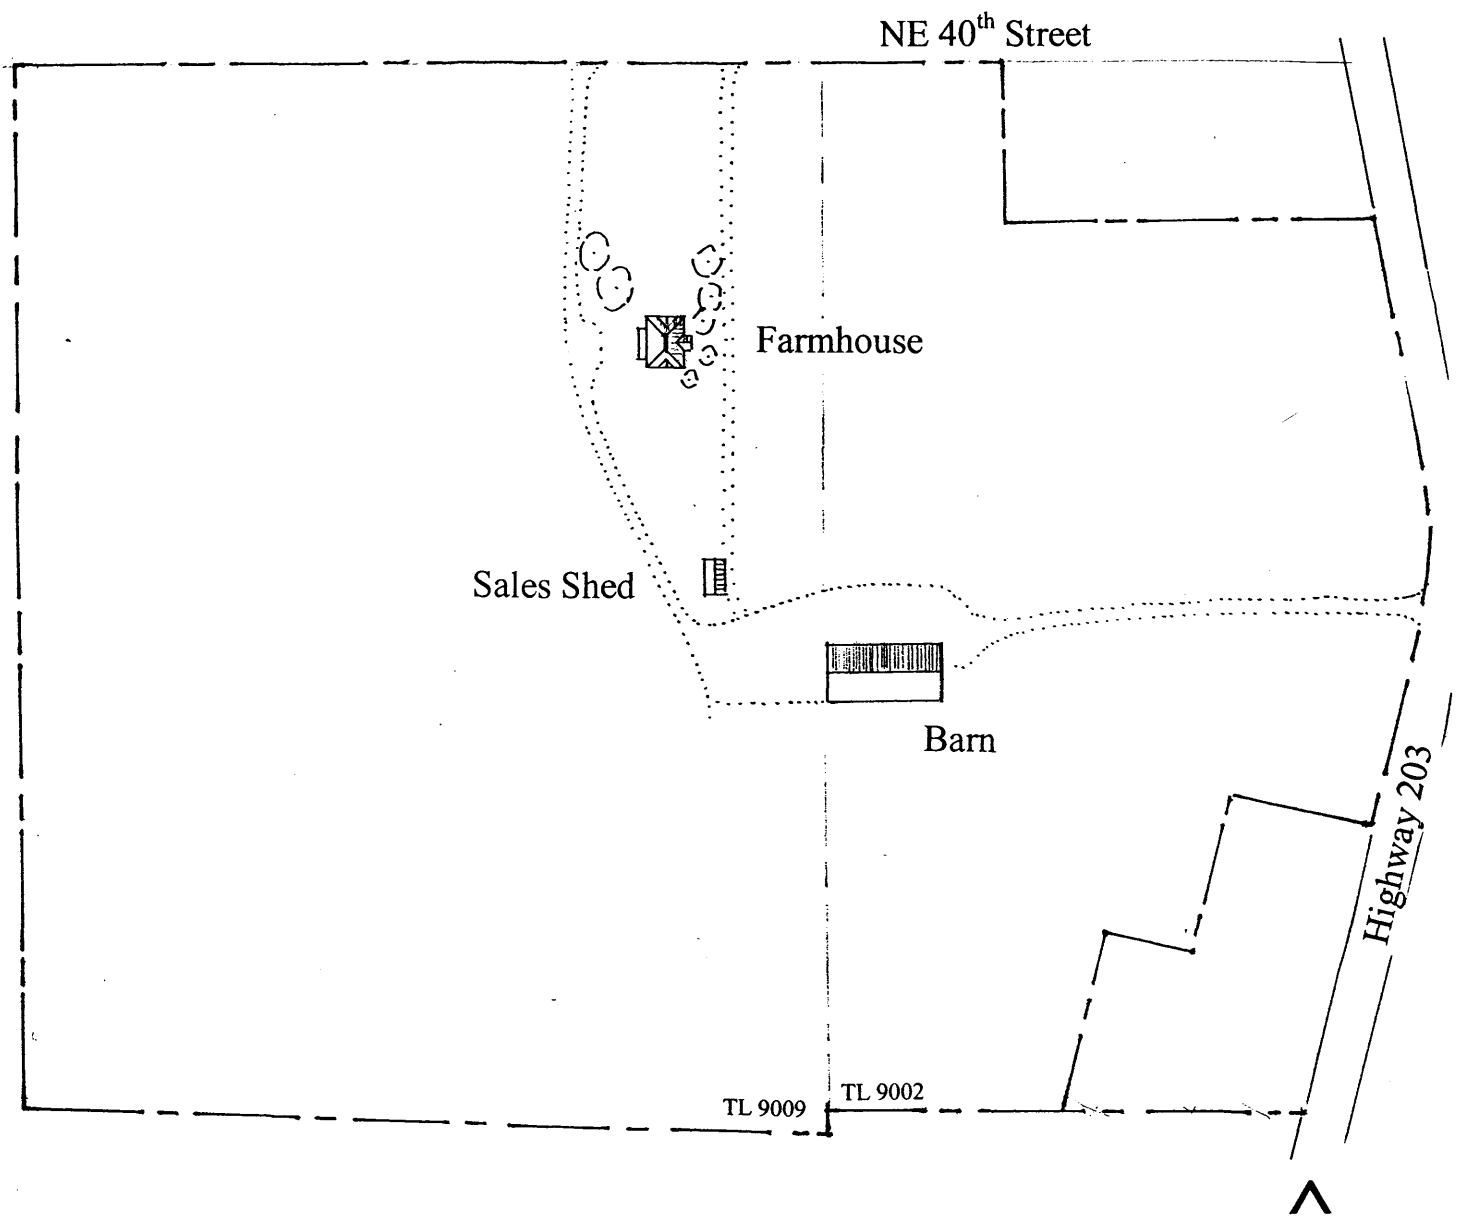 NE 40th Street
Farmhouse
Sales Shed
Barn
Highway 203
TL 9009
TL 9002